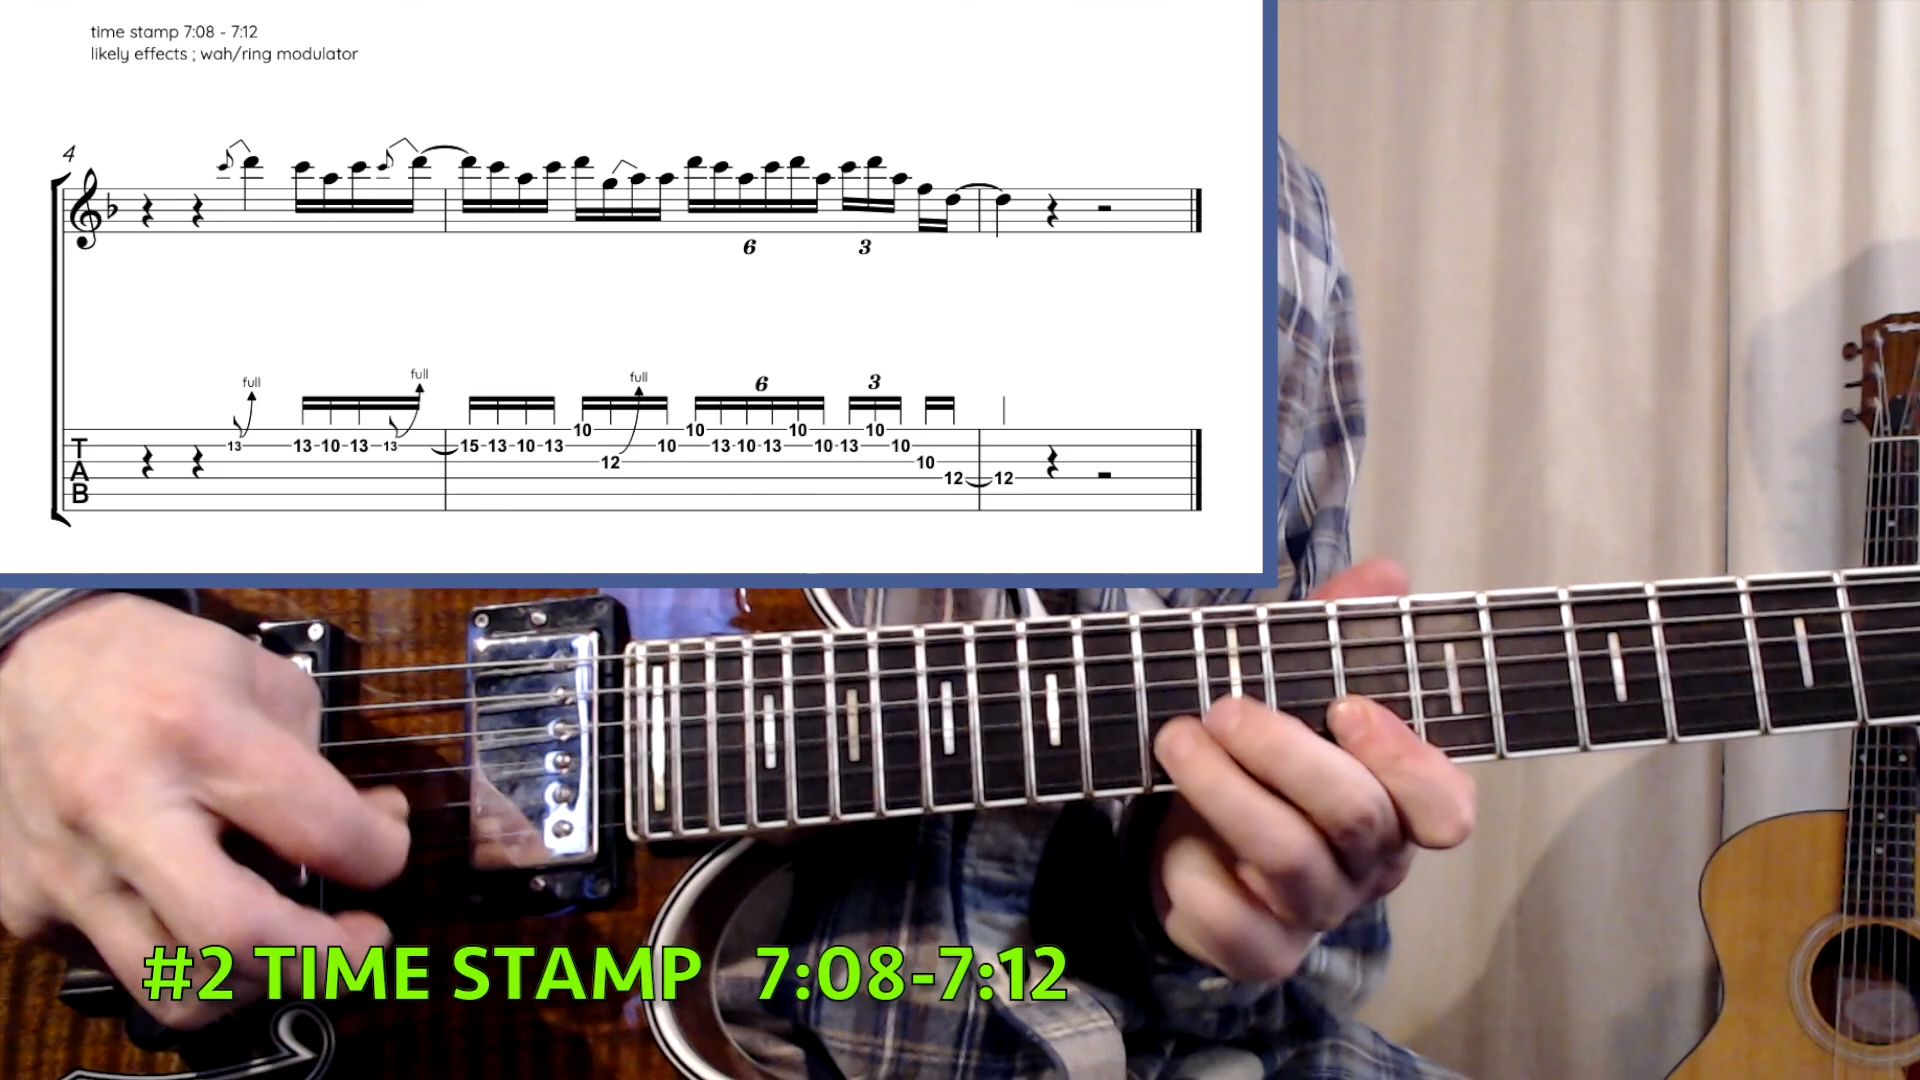 time stamp 7:08 - 7:12
likely effects ; wah/ring modulator
4
6 3
full full full 6 3
10 10 10 10
13 13-10-13 13 15-13-10-13 10 13-10-13 10-13 10
12 10
12 12
T
A
B
#2 TIME STAMP 7:08-7:12